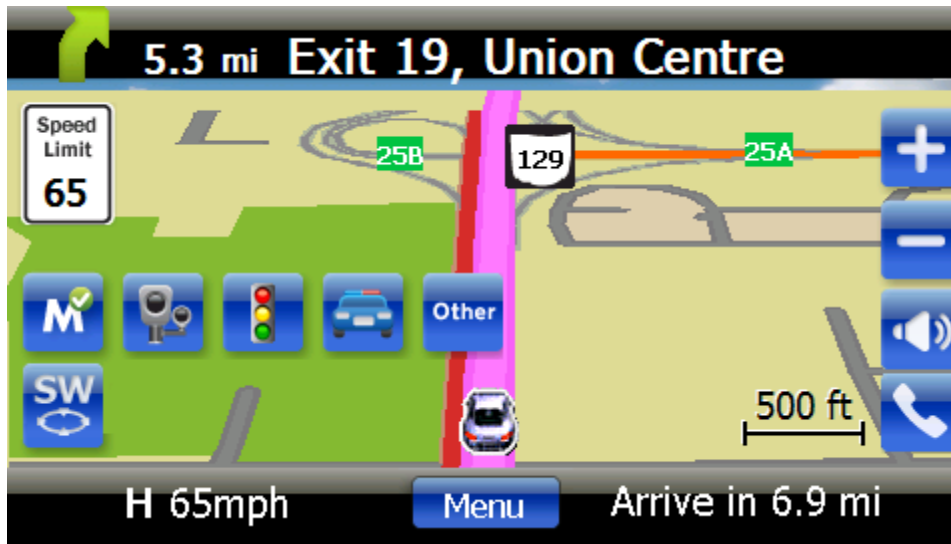 5.3 mi Exit 19, Union Centre
Speed
Limit
65
25B
129
25A
M
Other
SW
500 ft
H 65mph
Menu
Arrive in 6.9 mi